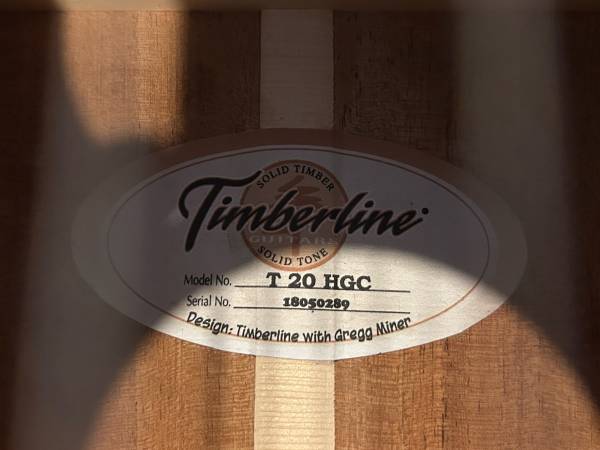 SOLID TIMBER
Timberline
GUITARS
SOLID TONE
Model No. T 20 HGC
Serial No. 18050289
Design: Timberline with Gregg Miner